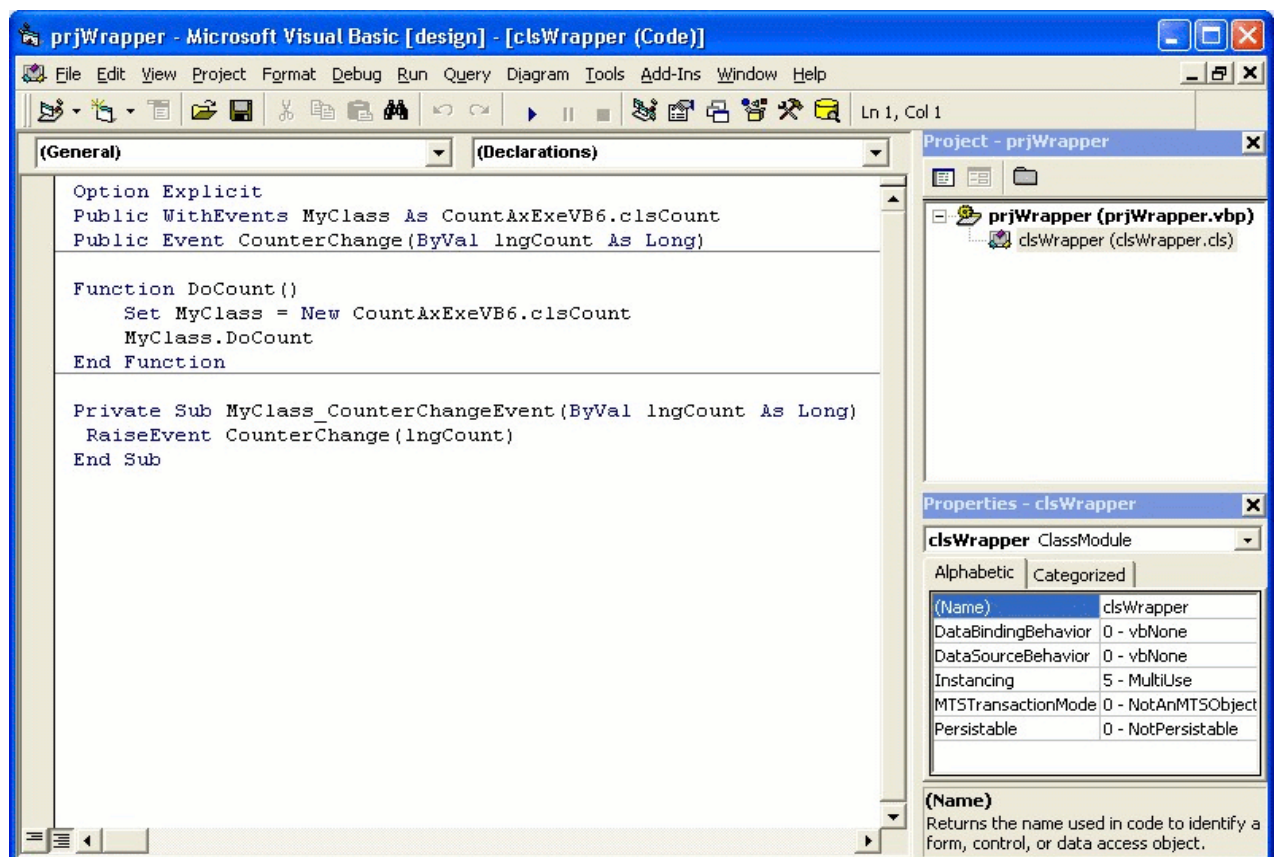 prjWrapper - Microsoft Visual Basic [design] - [clsWrapper (Code)]
File Edit View Project Format Debug Run Query Diagram Tools Add-Ins Window Help
Ln 1, Col 1
(General) (Declarations)
Option Explicit
Public WithEvents MyClass As CountAxExeVB6.clsCount
Public Event CounterChange(ByVal lngCount As Long)
Function DoCount()
Set MyClass = New CountAxExeVB6.clsCount
MyClass.DoCount
End Function
Private Sub MyClass_CounterChangeEvent(ByVal lngCount As Long)
RaiseEvent CounterChange(lngCount)
End Sub
Project - prjWrapper
prjWrapper (prjWrapper.vbp)
clsWrapper (clsWrapper.cls)
Properties - clsWrapper
clsWrapper ClassModule
Alphabetic Categorized
(Name) clsWrapper
DataBindingBehavior 0 - vbNone
DataSourceBehavior 0 - vbNone
Instancing 5 - MultiUse
MTSTransactionMode 0 - NotAnMTSObject
Persistable 0 - NotPersistable
(Name)
Returns the name used in code to identify a
form, control, or data access object.